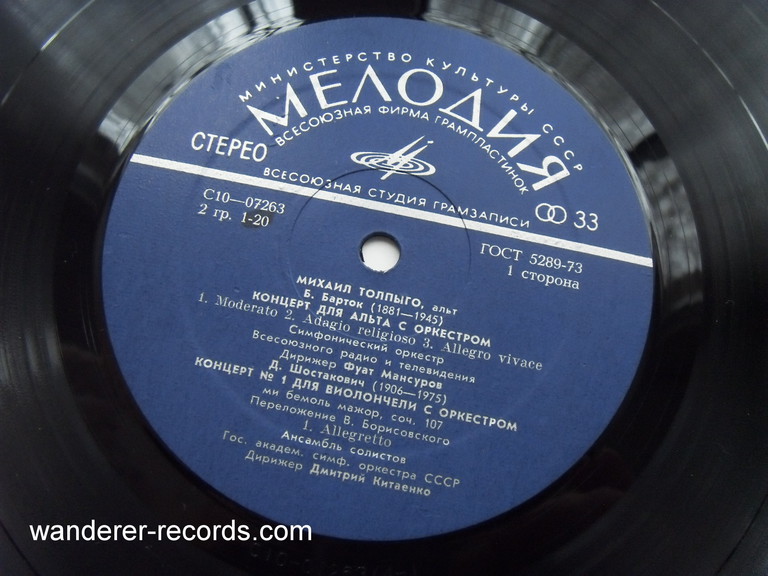 МИНИСТЕРСТВО КУЛЬТУРЫ СССР
МЕЛОДИЯ
ВСЕСОЮЗНАЯ ФИРМА ГРАМПЛАСТИНОК
СТЕРЕО
ВСЕСОЮЗНАЯ СТУДИЯ ГРАМЗАПИСИ
33
С10—07263
2 гр. 1-20
ГОСТ 5289-73
1 сторона
МИХАИЛ ТОЛПЫГО, альт
Б. Барток (1881—1945)
КОНЦЕРТ ДЛЯ АЛЬТА С ОРКЕСТРОМ
1. Moderato 2. Adagio religioso 3. Allegro vivace
Симфонический оркестр
Всесоюзного радио и телевидения
Дирижер Фуат Мансуров
Д. Шостакович (1906—1975)
КОНЦЕРТ № 1 ДЛЯ ВИОЛОНЧЕЛИ С ОРКЕСТРОМ
ми бемоль мажор, соч. 107
Переложение В. Борисовского
1. Allegretto
Ансамбль солистов
Гос. академ. симф. оркестра СССР
Дирижер Дмитрий Китаенко
wanderer-records.com